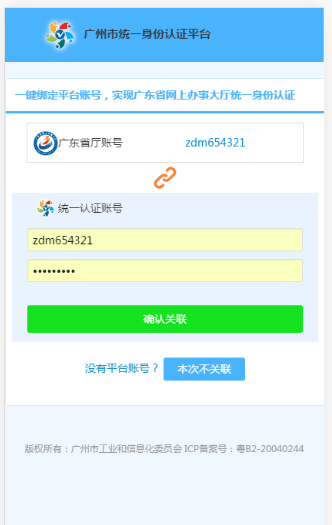 广州市统一身份认证平台
一键绑定平台账号，实现广东省网上办事大厅统一身份认证
广东省厅账号 zdm654321
统一认证账号
zdm654321
•••••••••
确认关联
没有平台账号？ 本次不关联
版权所有：广州市工业和信息化委员会 ICP备案号：粤B2-20040244